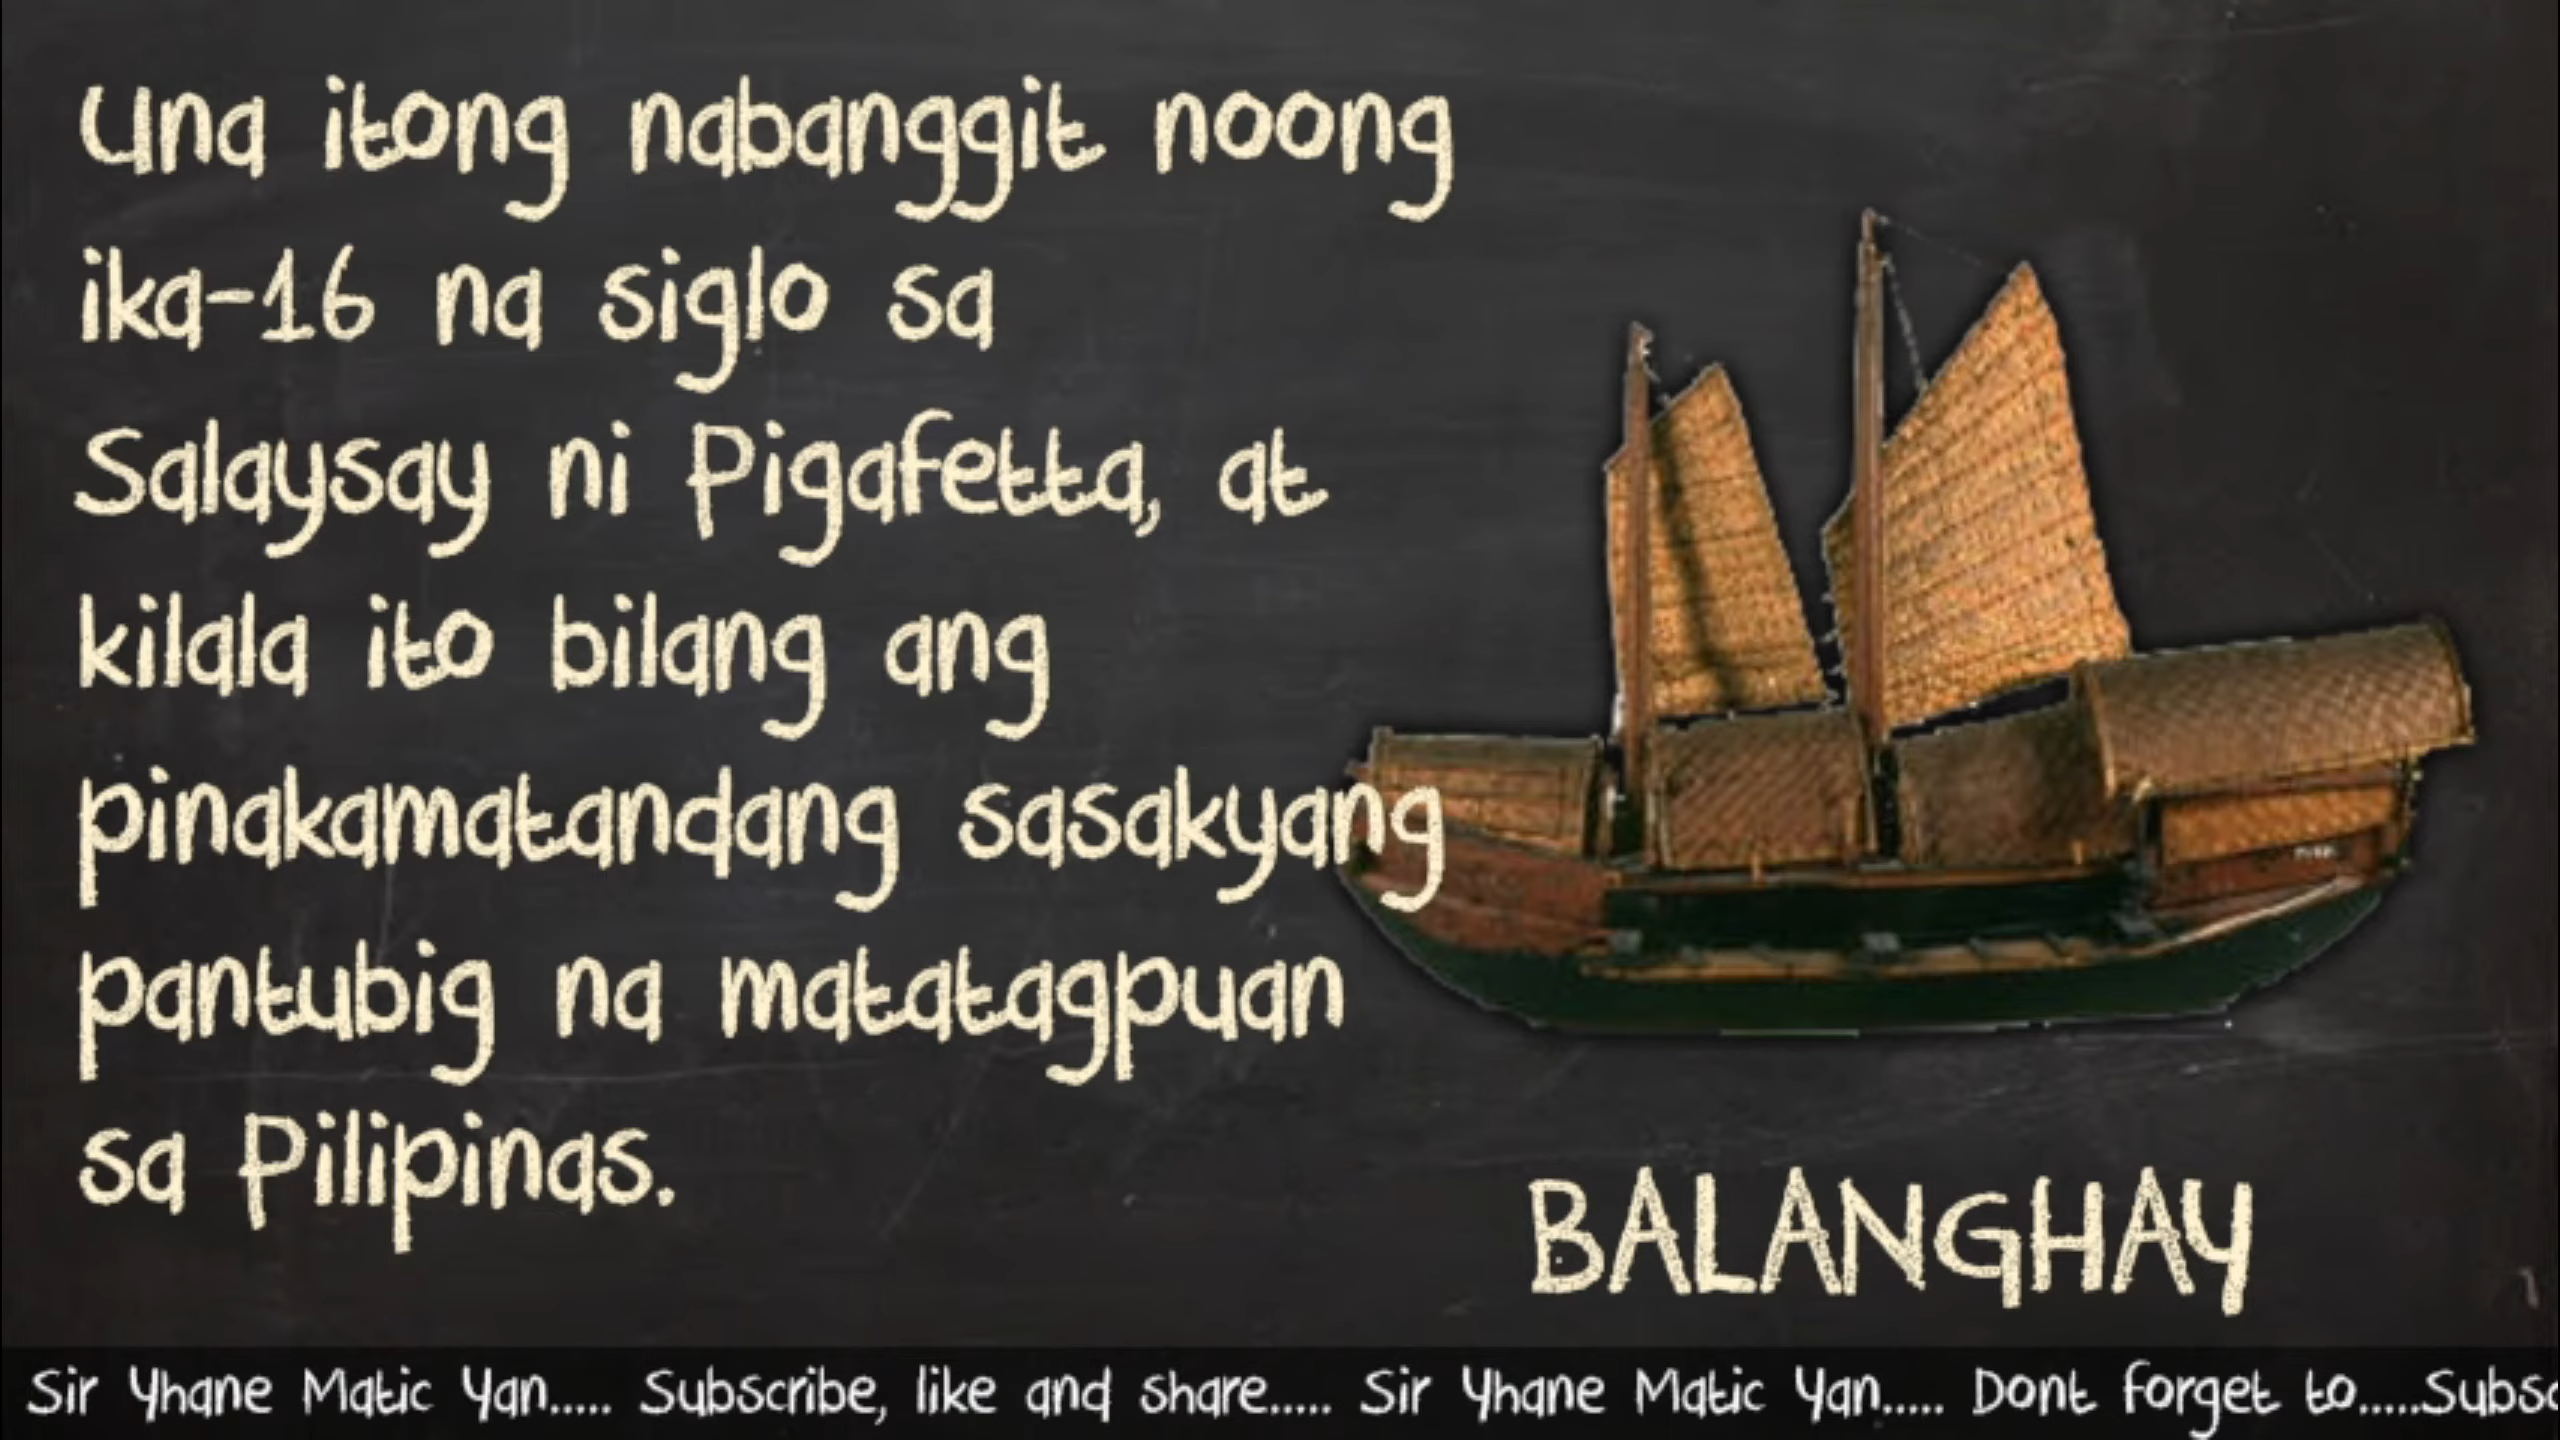 Una itong nabanggit noong
ika-16 na siglo sa
Salaysay ni Pigafetta, at
kilala ito bilang ang
pinakamatandang sasakyang
pantubig na matatagpuan
sa Pilipinas.
BALANGHAY
Sir Yhane Matic Yan..... Subscribe, like and share..... Sir Yhane Matic Yan..... Dont forget to.....Subsc